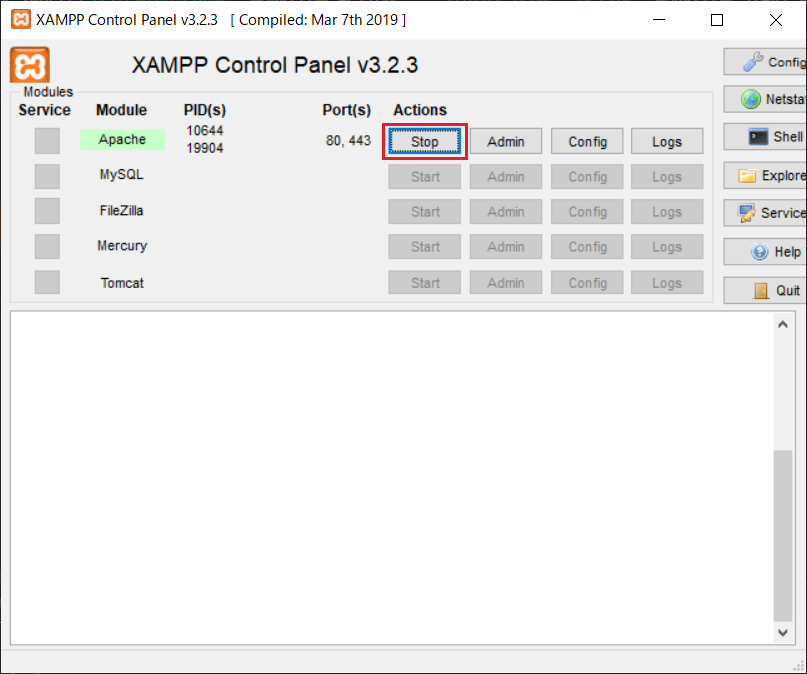 XAMPP Control Panel v3.2.3 [ Compiled: Mar 7th 2019 ]
XAMPP Control Panel v3.2.3
Config
Modules
Service Module PID(s) Port(s) Actions
Netsta
Apache 10644 19904 80, 443 Stop Admin Config Logs
Shell
MySQL Start Admin Config Logs
Explore
FileZilla Start Admin Config Logs
Service
Mercury Start Admin Config Logs
Help
Tomcat Start Admin Config Logs
Quit